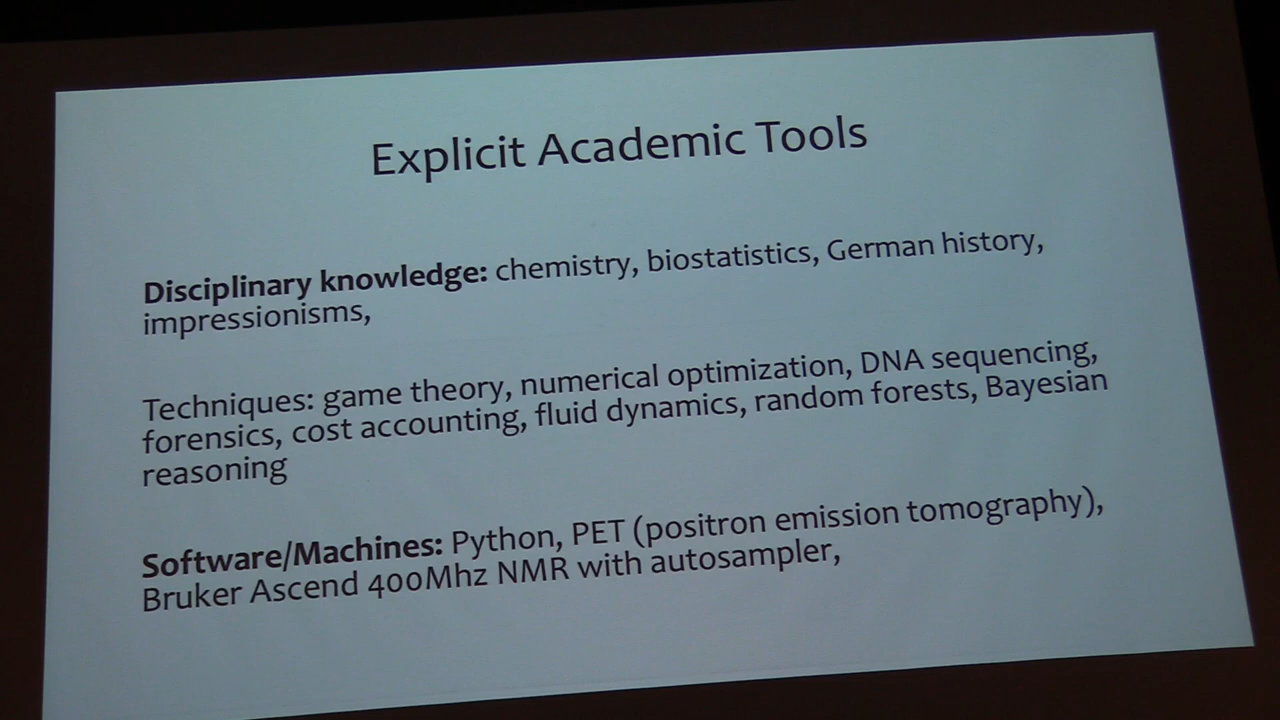 Explicit Academic Tools
Disciplinary knowledge: chemistry, biostatistics, German history,
impressionisms,
Techniques: game theory, numerical optimization, DNA sequencing,
forensics, cost accounting, fluid dynamics, random forests, Bayesian
reasoning
Software/Machines: Python, PET (positron emission tomography),
Bruker Ascend 400Mhz NMR with autosampler,